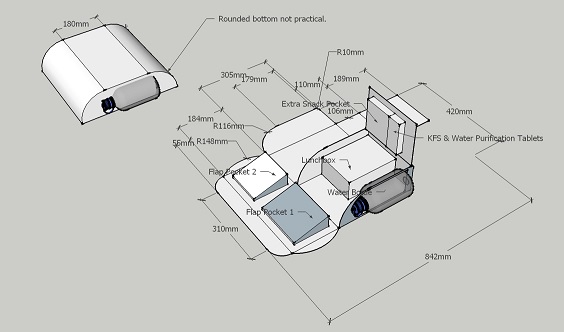 180mm
Rounded bottom not practical.
R10mm
305mm
179mm
110mm
189mm
106mm
420mm
Extra Snack Pocket
184mm
R116mm
KFS & Water Purification Tablets
R148mm
Lunchbox
Flap Pocket 2
Water Bottle
Flap Pocket 1
310mm
842mm